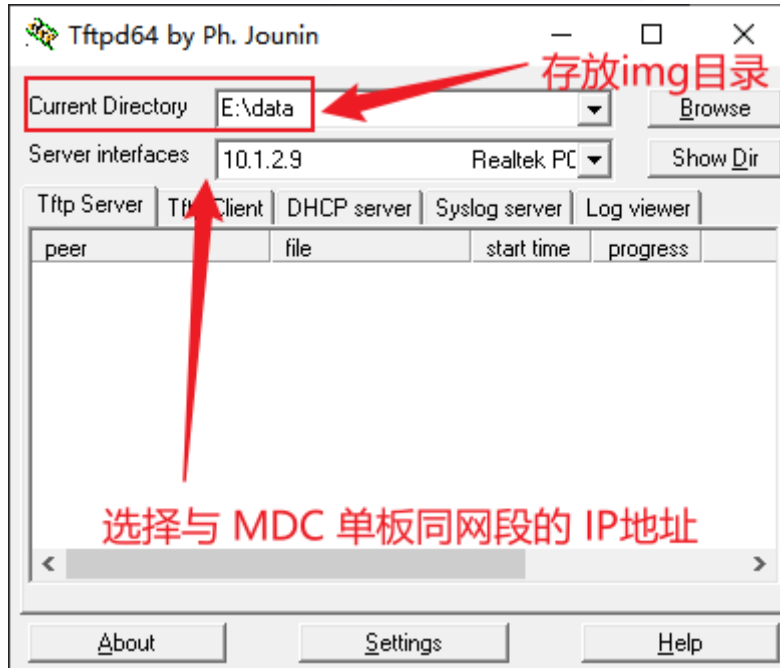 Tftpd64 by Ph. Jounin
存放img目录
Current Directory E:\data Browse
Server interfaces 10.1.2.9 Realtek PC Show Dir
Tftp Server Tft Client DHCP server Syslog server Log viewer
peer file start time progress
选择与 MDC 单板同网段的 IP地址
About Settings Help